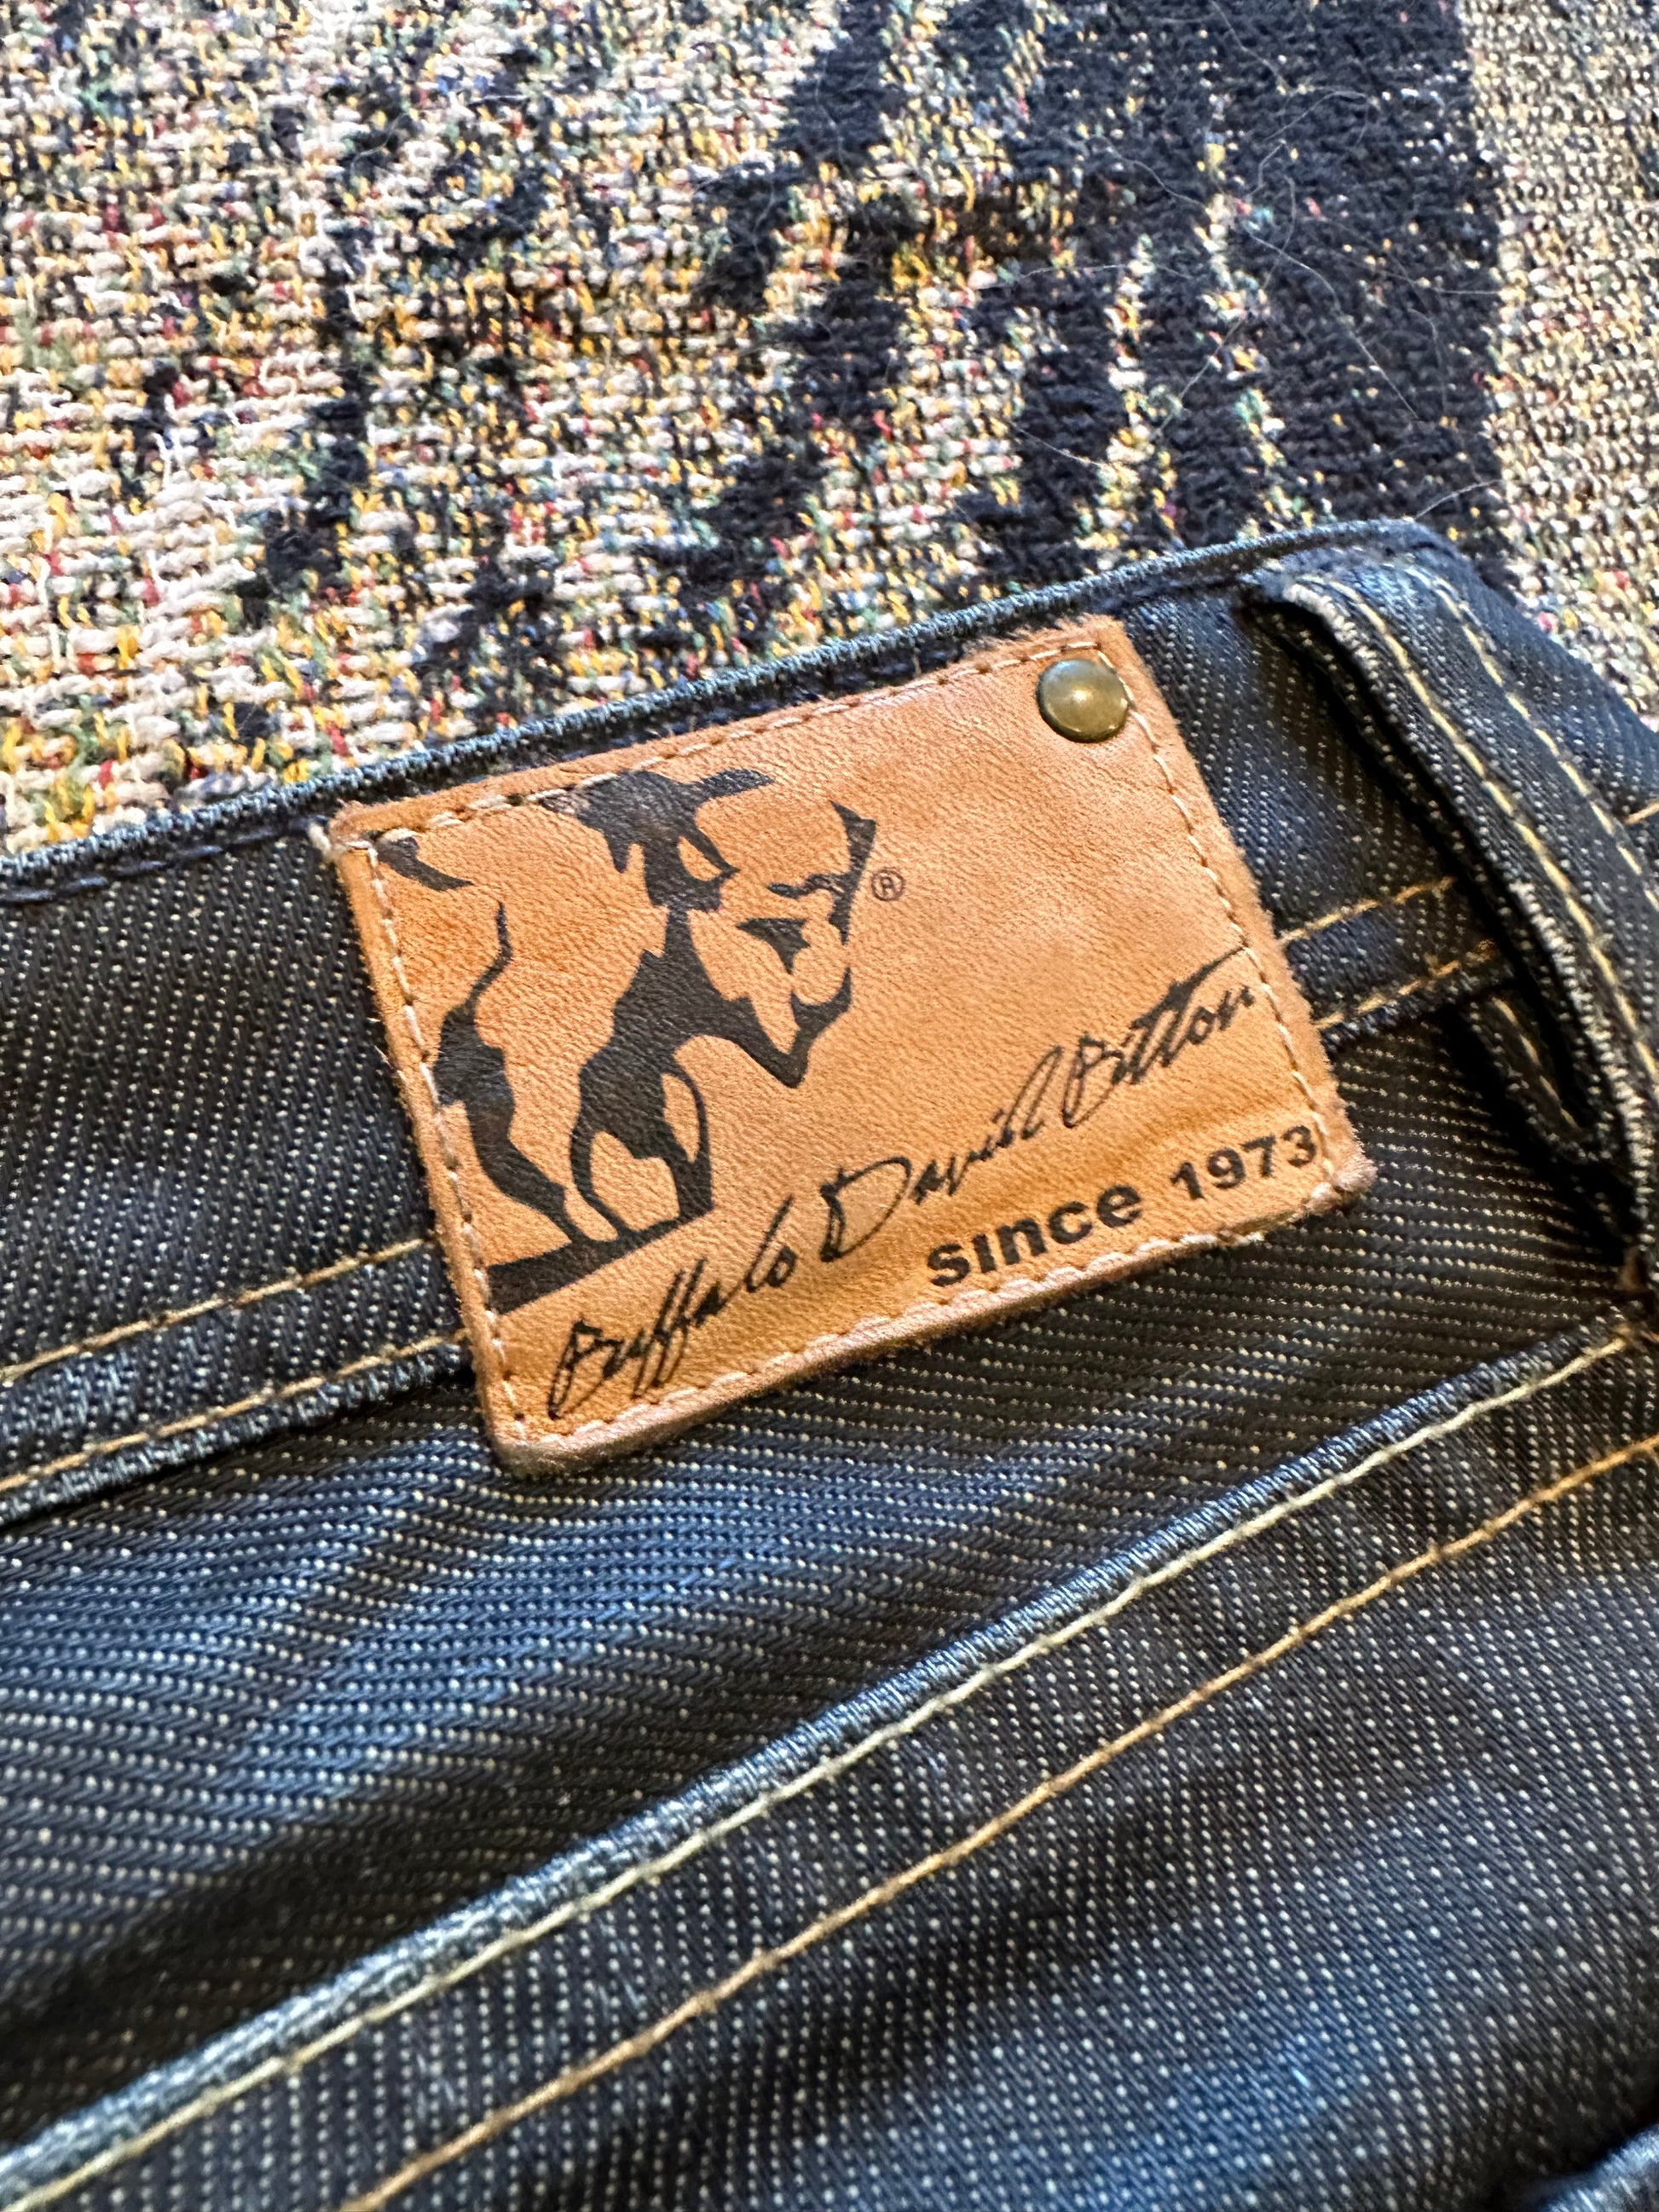 ®
Buffalo David Bitton
since 1973